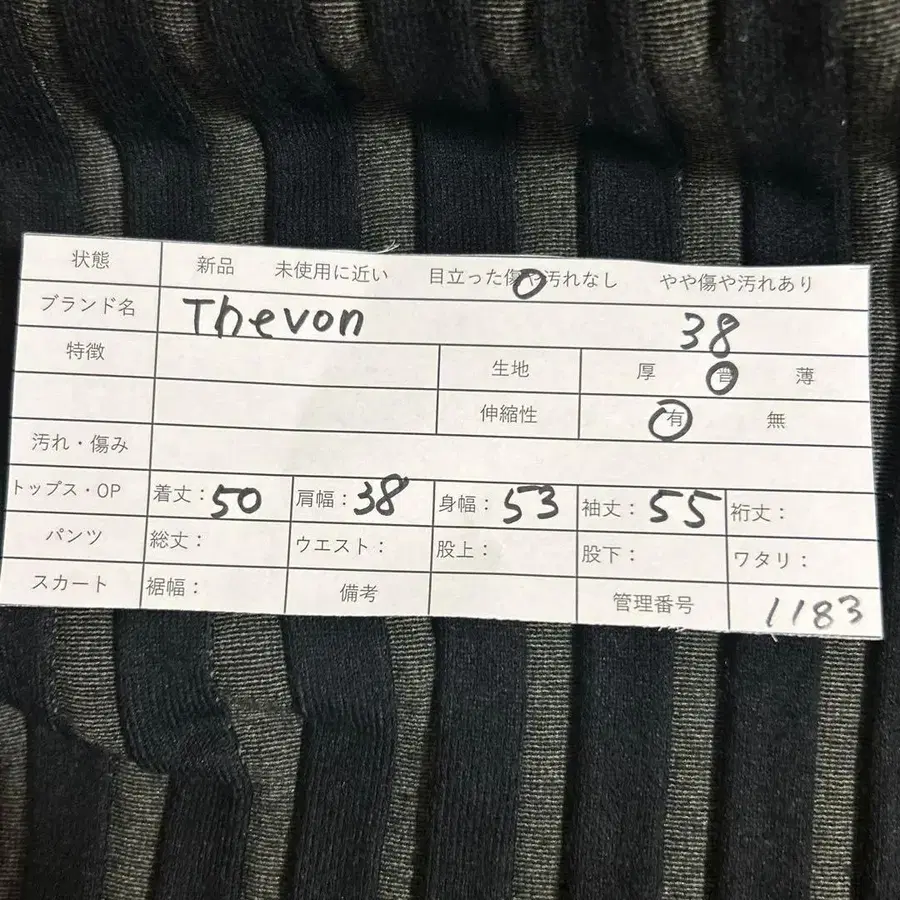 状態 新品 未使用に近い 目立った傷や汚れなし やや傷や汚れあり
ブランド名 Thevon 38
特徴 生地 厚 普 薄
伸縮性 有 無
汚れ・傷み
トップス・OP 着丈：50 肩幅：38 身幅：53 袖丈：55 裄丈：
パンツ 総丈： ウエスト： 股上： 股下： ワタリ：
スカート 裾幅： 備考 管理番号 1183